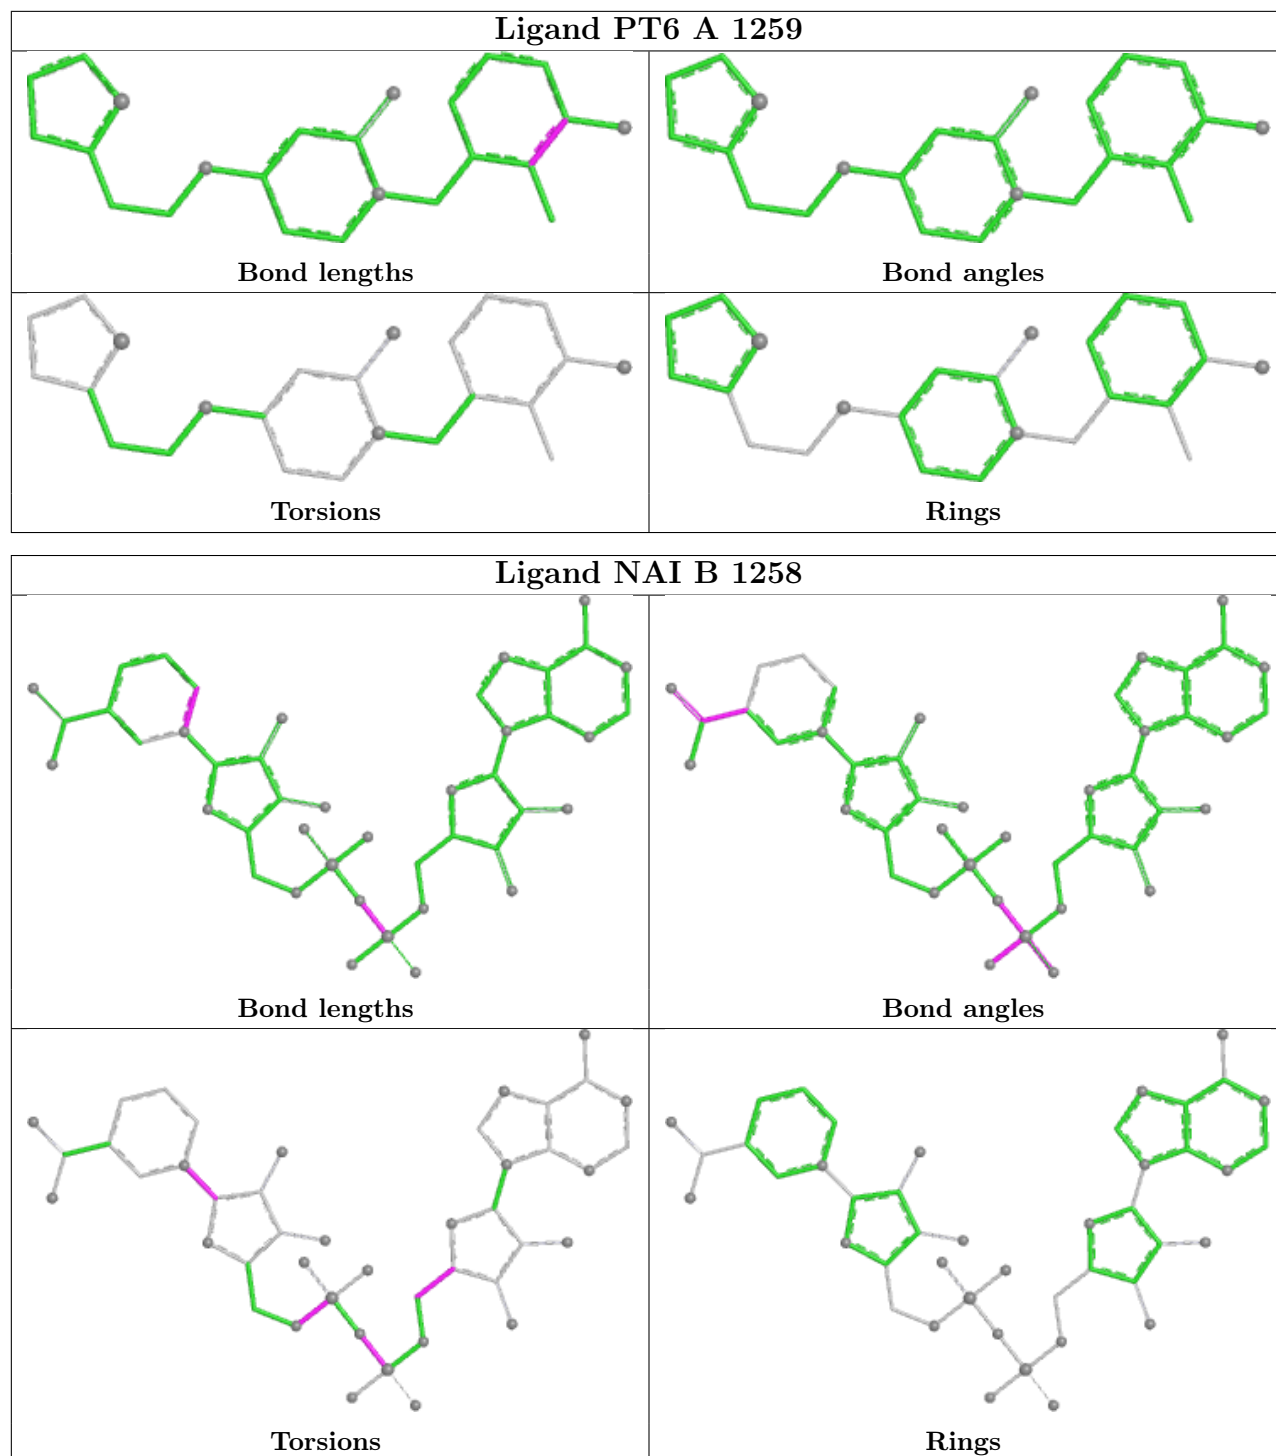 Ligand PT6 A 1259
Bond lengths
Bond angles
Torsions
Rings
Ligand NAI B 1258
Bond lengths
Bond angles
Torsions
Rings